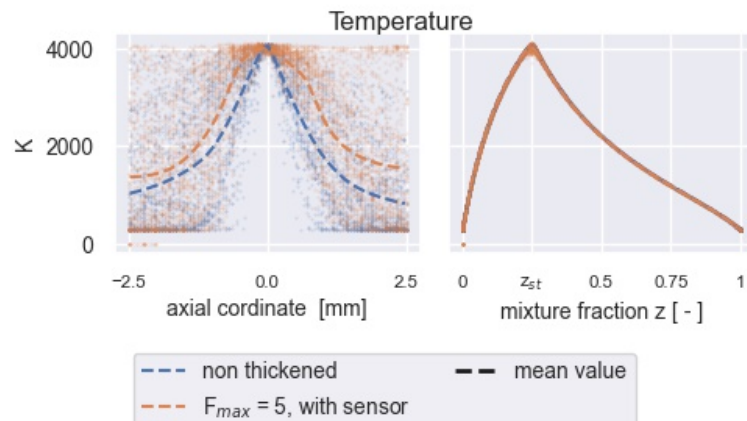 Temperature
4000
2000
0
K
−2.5 0.0 2.5
axial cordinate [mm]
0 z_st 0.5 0.75 1
mixture fraction z [ - ]
non thickened
mean value
F_max = 5, with sensor